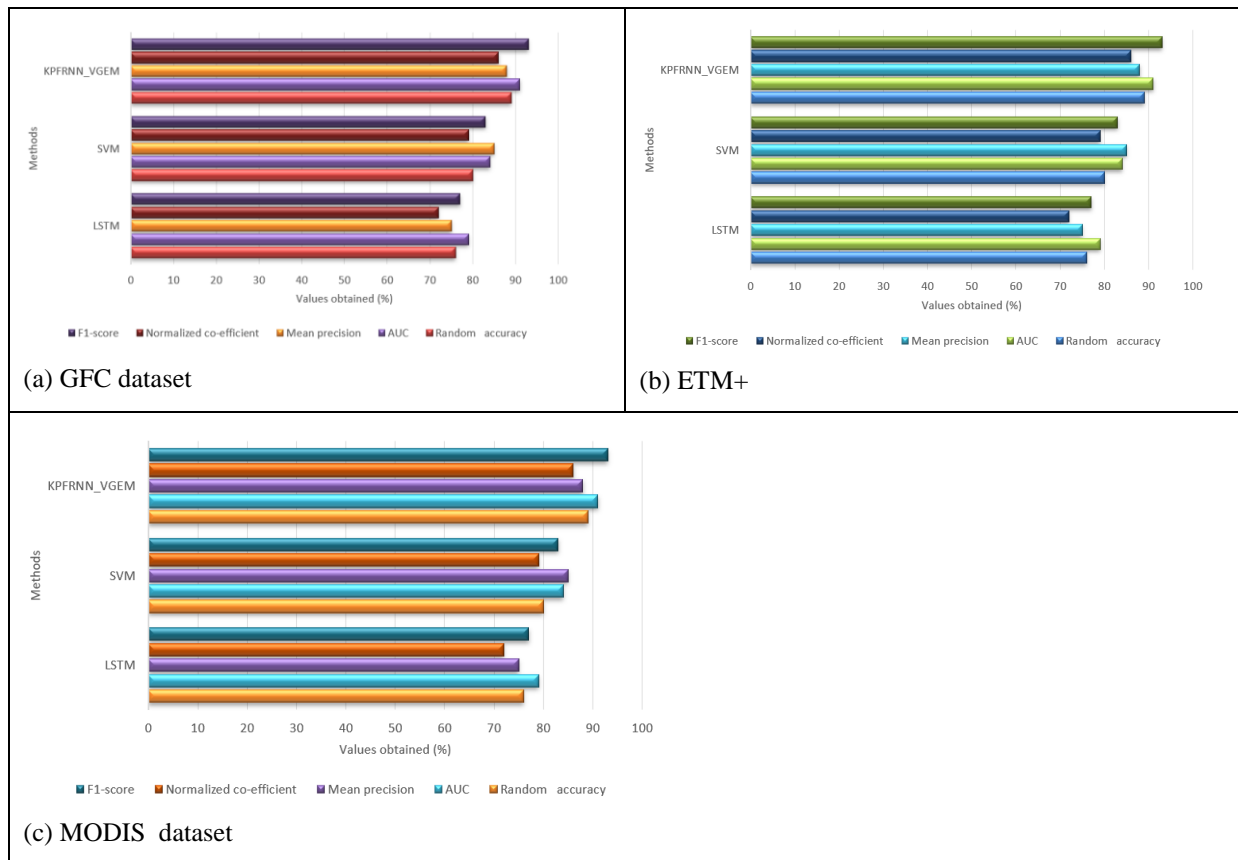 KPFRNN_VGEM
SVM
LSTM
Methods
0 10 20 30 40 50 60 70 80 90 100
Values obtained (%)
F1-score Normalized co-efficient Mean precision AUC Random accuracy
(a) GFC dataset
KPFRNN_VGEM
SVM
LSTM
Methods
0 10 20 30 40 50 60 70 80 90 100
Values obtained (%)
F1-score Normalized co-efficient Mean precision AUC Random accuracy
(b) ETM+
KPFRNN_VGEM
SVM
LSTM
Methods
0 10 20 30 40 50 60 70 80 90 100
Values obtained (%)
F1-score Normalized co-efficient Mean precision AUC Random accuracy
(c) MODIS dataset